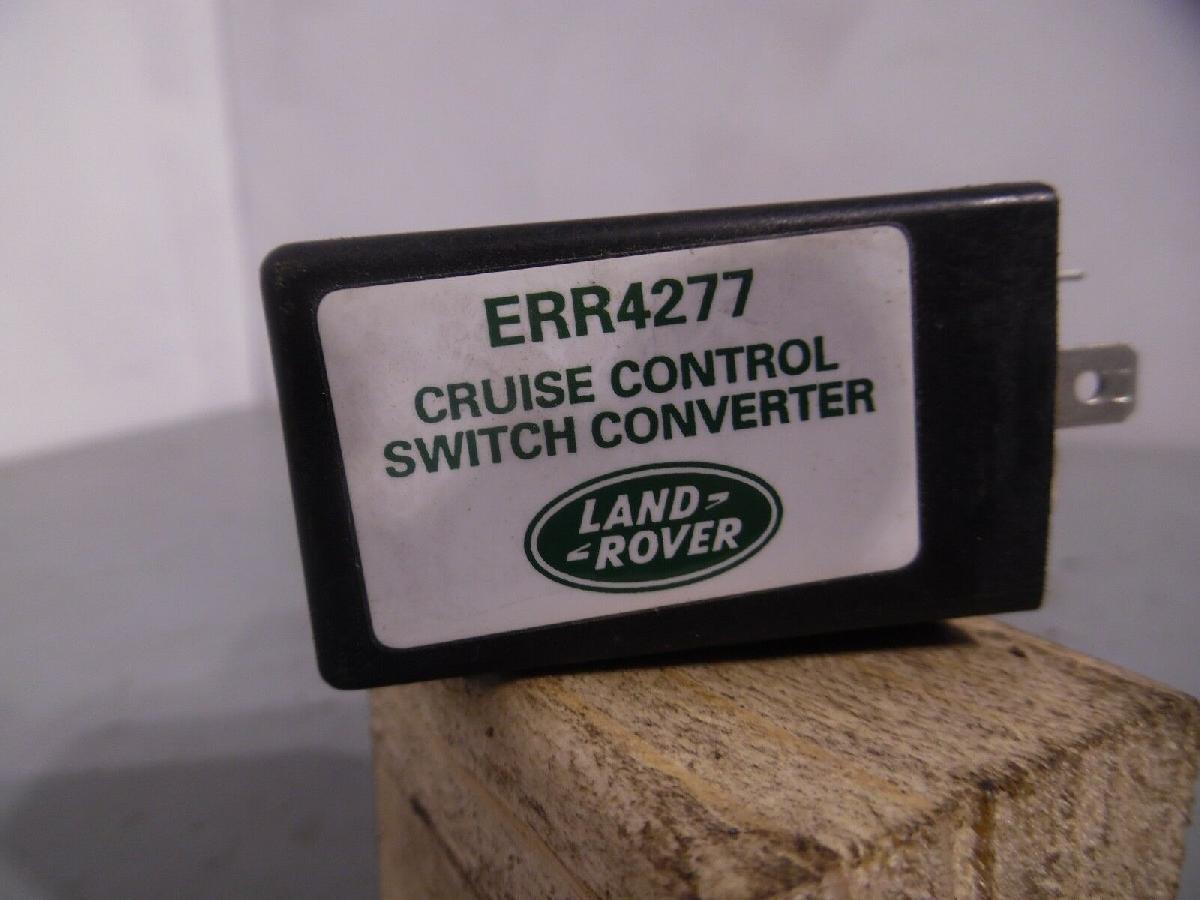 ERR4277
CRUISE CONTROL
SWITCH CONVERTER
LAND
ROVER